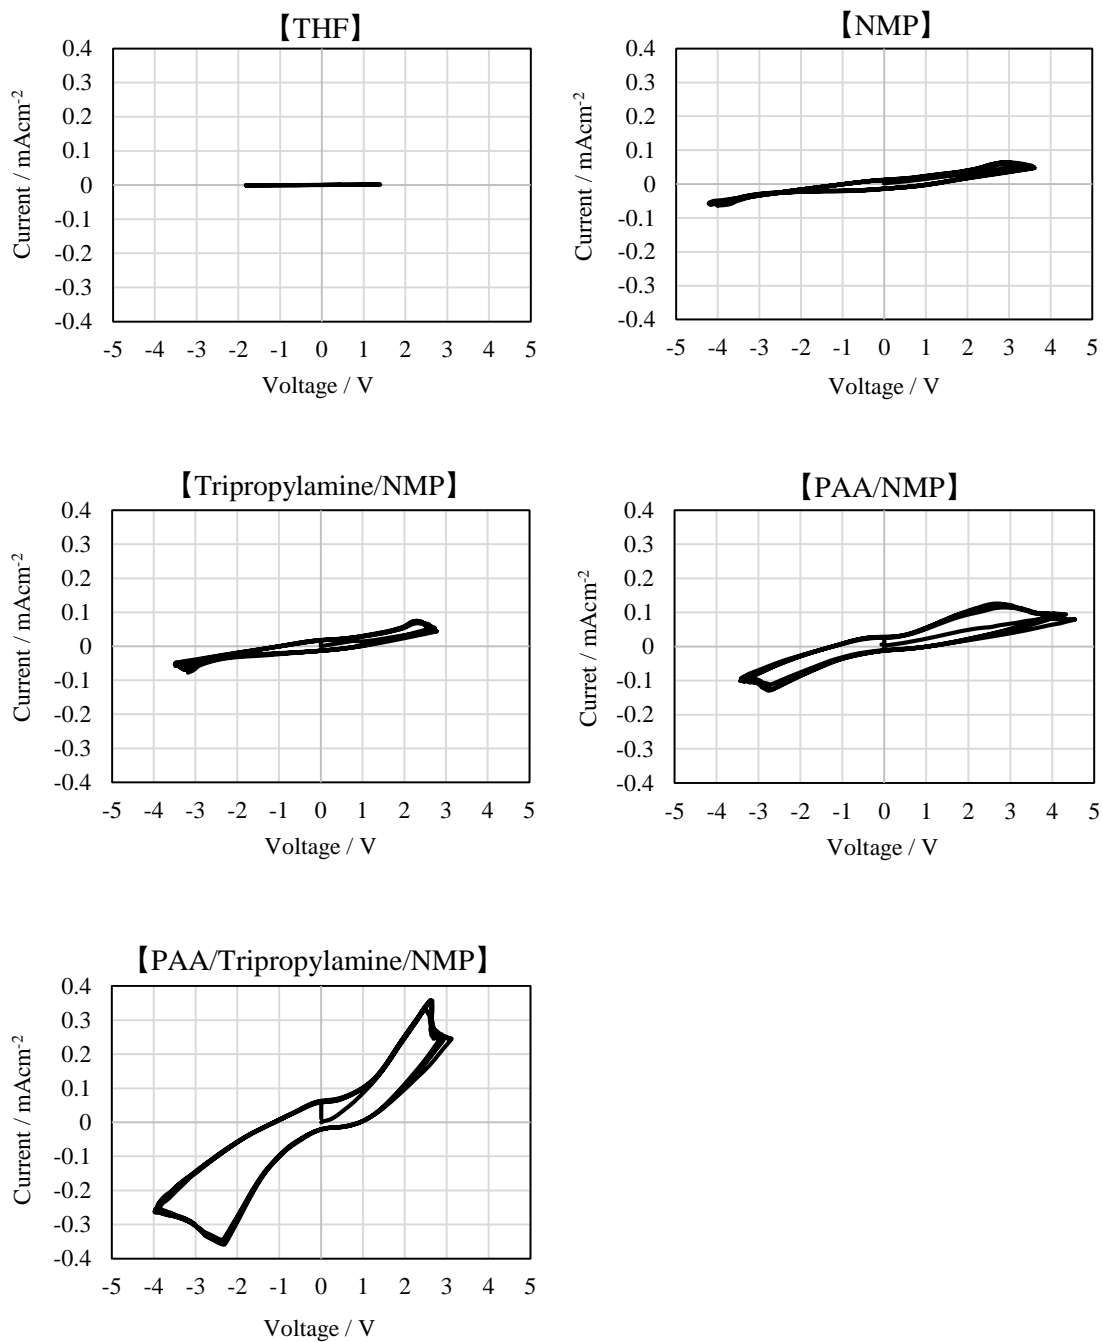 【THF】
0.4
0.3
0.2
0.1
0
-0.1
-0.2
-0.3
-0.4
Current / mAcm-2
-5 -4 -3 -2 -1 0 1 2 3 4 5
Voltage / V
【NMP】
0.4
0.3
0.2
0.1
0
-0.1
-0.2
-0.3
-0.4
Current / mAcm-2
-5 -4 -3 -2 -1 0 1 2 3 4 5
Voltage / V
【Tripropylamine/NMP】
0.4
0.3
0.2
0.1
0
-0.1
-0.2
-0.3
-0.4
Current / mAcm-2
-5 -4 -3 -2 -1 0 1 2 3 4 5
Voltage / V
【PAA/NMP】
0.4
0.3
0.2
0.1
0
-0.1
-0.2
-0.3
-0.4
Curret / mAcm-2
-5 -4 -3 -2 -1 0 1 2 3 4 5
Voltage / V
【PAA/Tripropylamine/NMP】
0.4
0.3
0.2
0.1
0
-0.1
-0.2
-0.3
-0.4
Current / mAcm-2
-5 -4 -3 -2 -1 0 1 2 3 4 5
Voltage / V